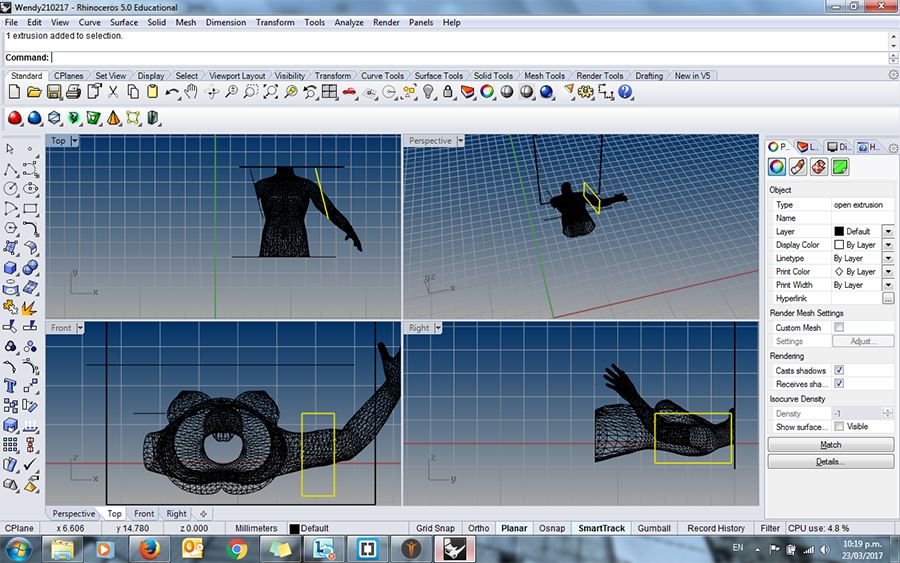 Wendy210217 - Rhinoceros 5.0 Educational
File Edit View Curve Surface Solid Mesh Dimension Transform Tools Analyze Render Panels Help
1 extrusion added to selection.
Command:
Standard CPlanes Set View Display Select Viewport Layout Visibility Transform Curve Tools Surface Tools Solid Tools Mesh Tools Render Tools Drafting New in V5
Top
y
x
Perspective
y z
x
Front
z
x
Right
z
y
P... L... Di... H...
Object
Type open extrusion
Name
Layer Default
Display Color By Layer
Linetype By Layer
Print Color By Layer
Print Width By Layer
Hyperlink ...
Render Mesh Settings
Custom Mesh
Settings Adjust...
Rendering
Casts shadows
Receives sha...
Isocurve Density
Density -1
Show surface... Visible
Match
Details...
Perspective Top Front Right
CPlane x 6.606 y 14.780 z 0.000 Millimeters Default Grid Snap Ortho Planar Osnap SmartTrack Gumball Record History Filter CPU use: 4.8 %
EN
10:19 p.m.
23/03/2017